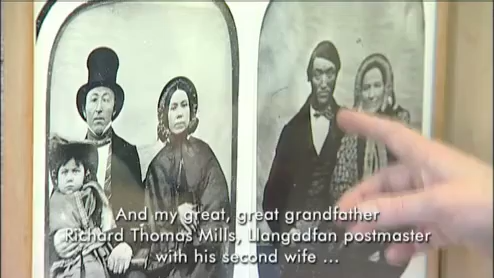 And my great, great grandfather
Richard Thomas Mills, Llangadfan postmaster
with his second wife ...